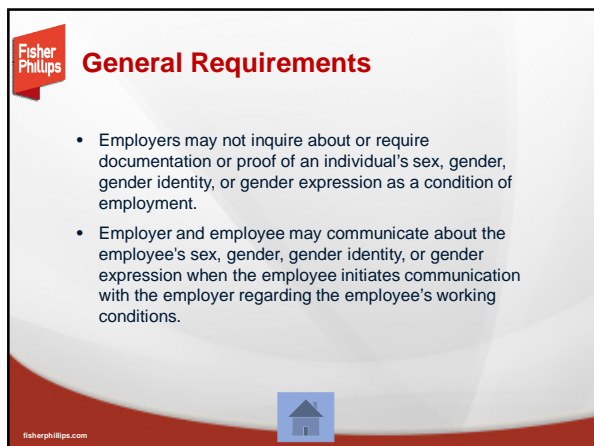 Fisher
Phillips
General Requirements
• Employers may not inquire about or require
documentation or proof of an individual's sex, gender,
gender identity, or gender expression as a condition of
employment.
• Employer and employee may communicate about the
employee's sex, gender, gender identity, or gender
expression when the employee initiates communication
with the employer regarding the employee's working
conditions.
fisherphillips.com